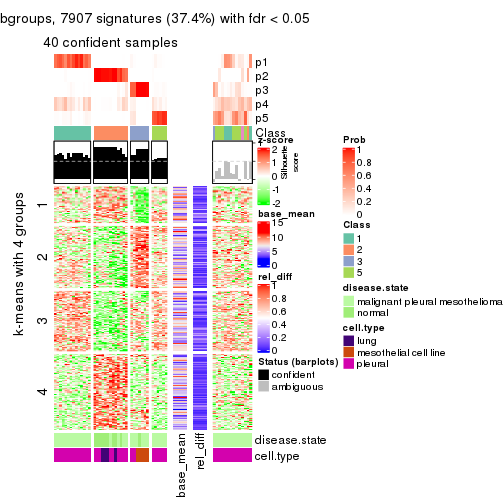 bgroups, 7907 signatures (37.4%) with fdr < 0.05
40 confident samples
p1
p2
p3
p4
p5
Class
z-score
2
1
0
-1
-2
1
Silhouette
score
base_mean
15
10
5
0
rel_diff
1
0.8
0.6
0.4
0.2
0
Status (barplots)
confident
ambiguous
Prob
1
0.8
0.6
0.4
0.2
0
Class
1
2
3
5
disease.state
malignant pleural mesothelioma
normal
cell.type
lung
mesothelial cell line
pleural
k-means with 4 groups
1
2
3
4
disease.state
cell.type
base_mean
rel_diff